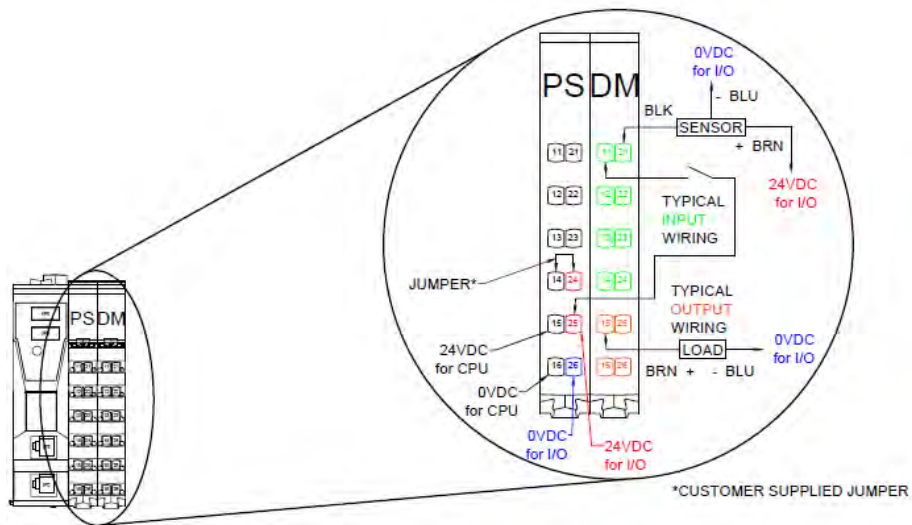 PS DM
11 21 11 21
12 22 12 22
13 23 13 23
14 24 14 24
15 25 15 25
16 26 16 26
0VDC
for I/O
- BLU
BLK
SENSOR
+ BRN
24VDC
for I/O
TYPICAL
INPUT
WIRING
JUMPER*
TYPICAL
OUTPUT
WIRING
LOAD
BRN + - BLU
0VDC
for I/O
24VDC
for CPU
0VDC
for CPU
0VDC
for I/O
24VDC
for I/O
*CUSTOMER SUPPLIED JUMPER
PS DM